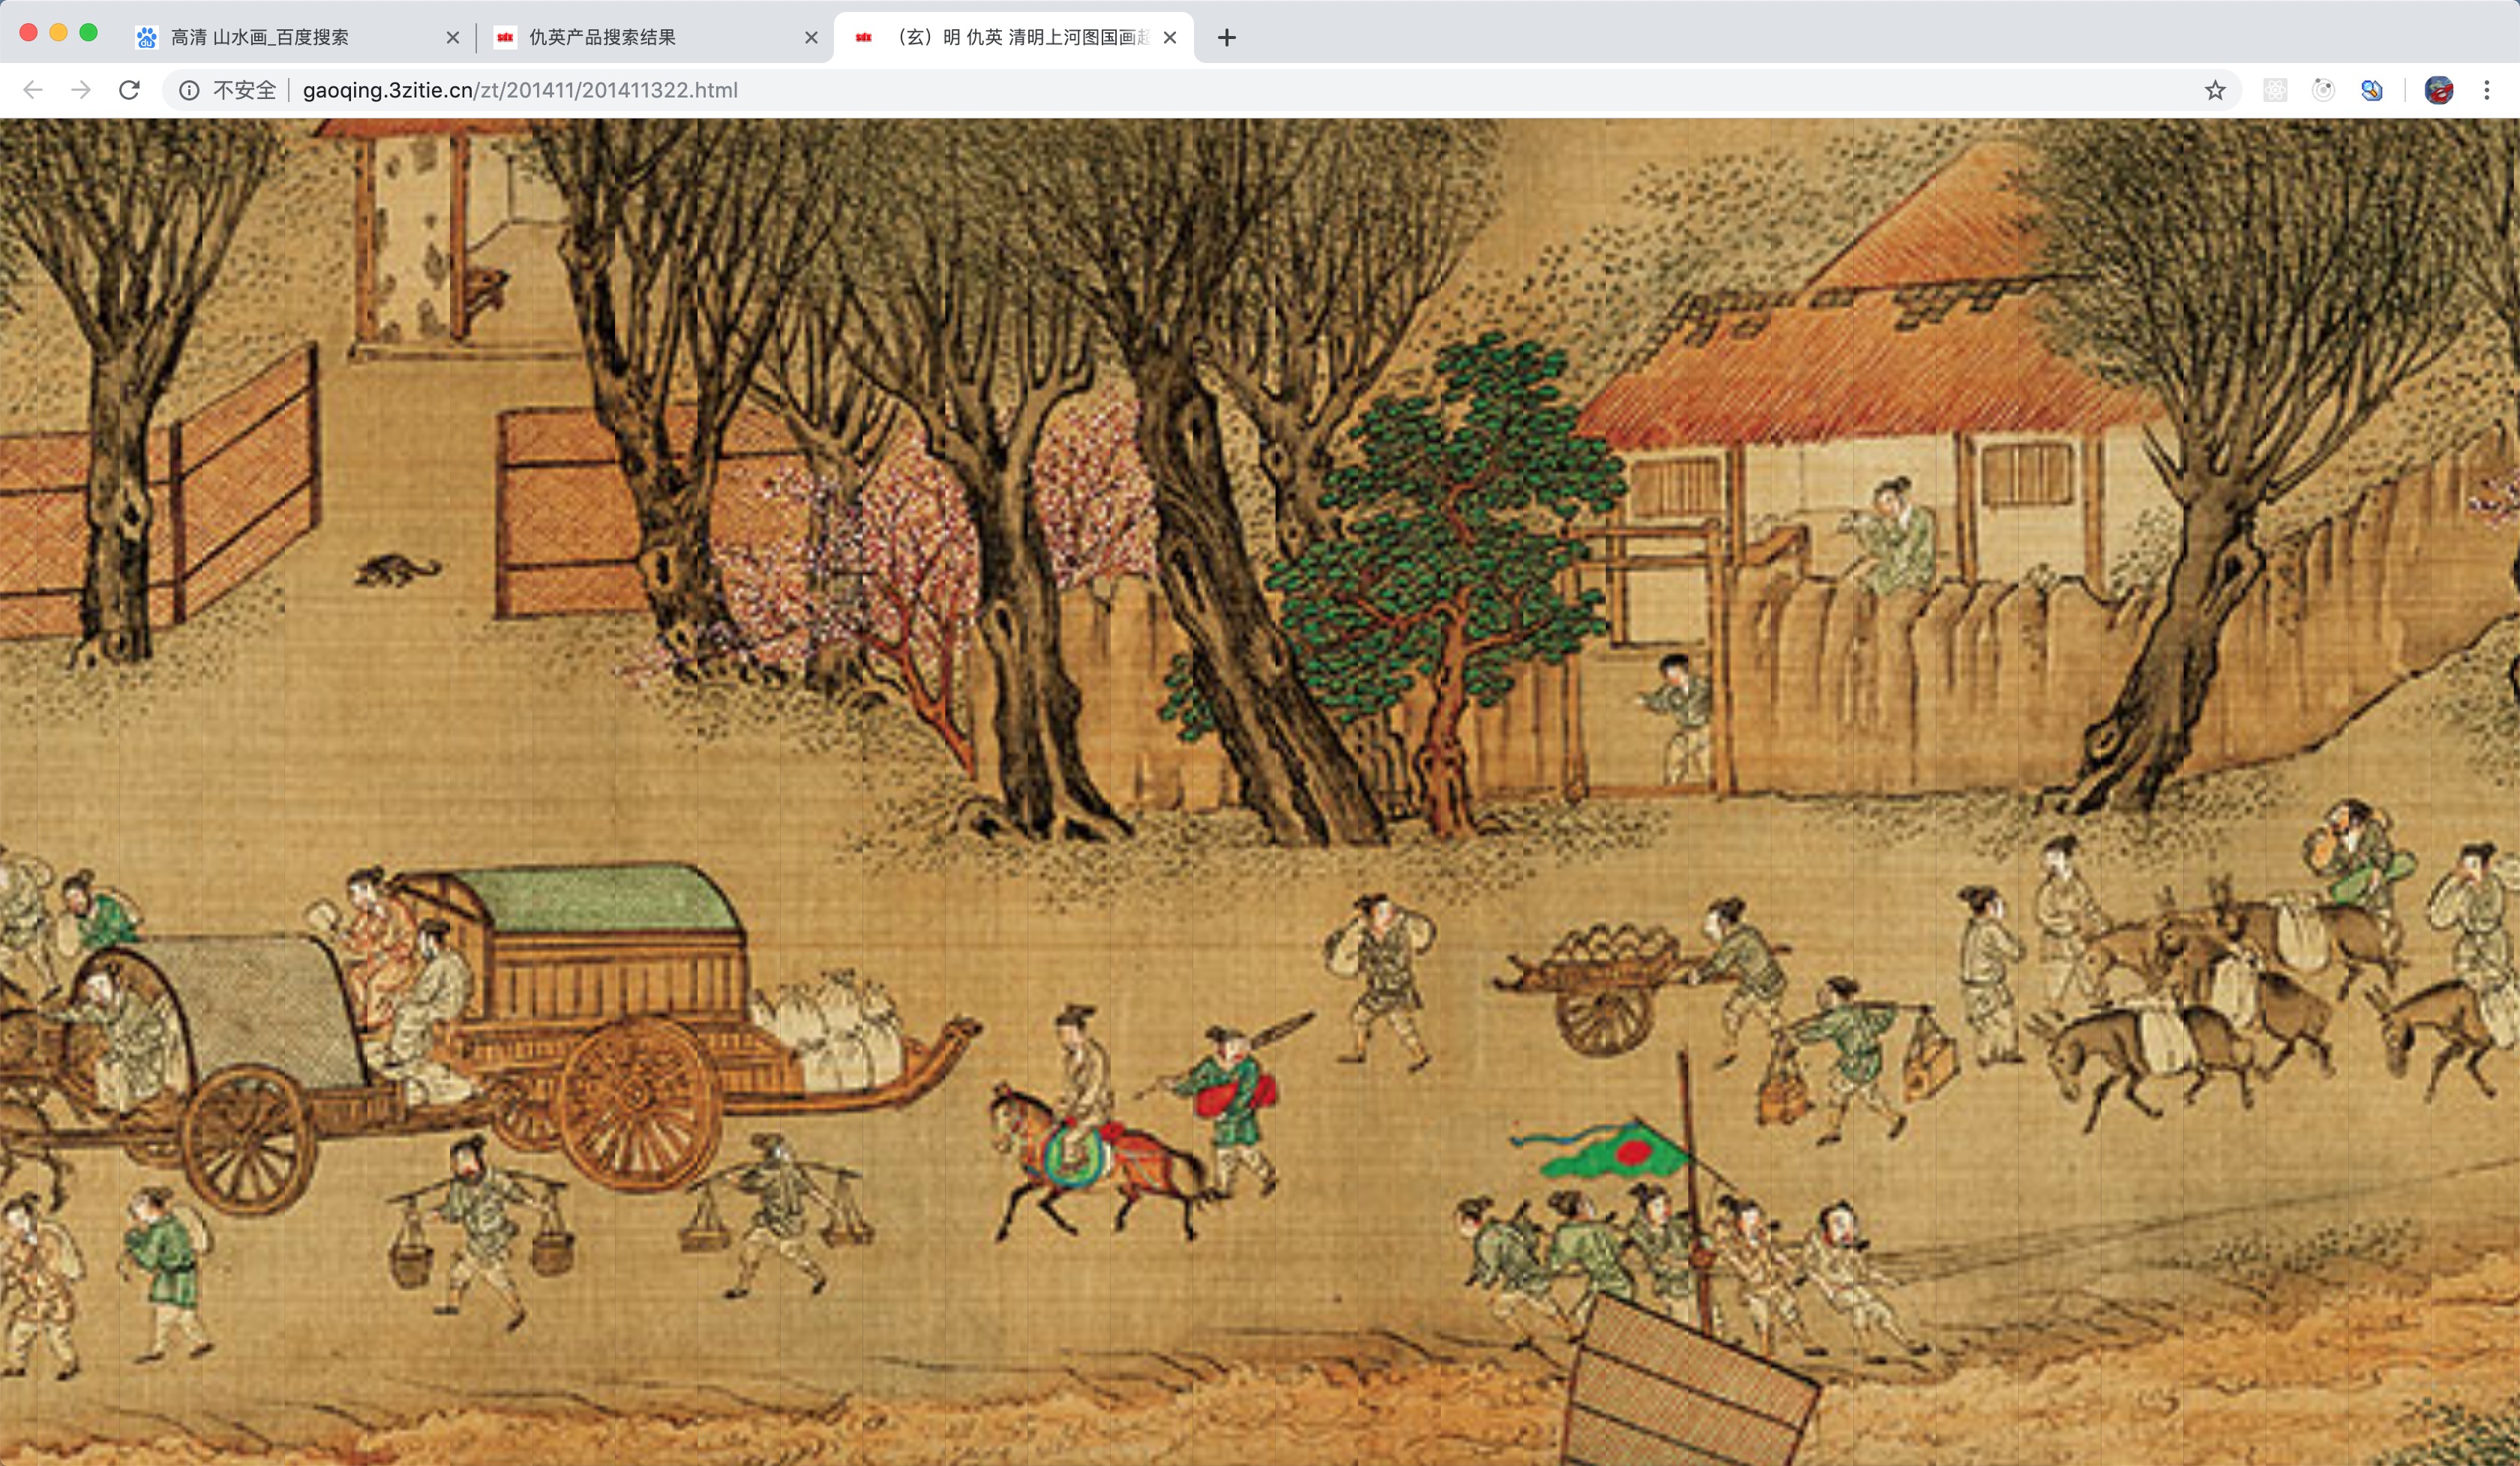 高清 山水画_百度搜索
仇英产品搜索结果
（玄）明 仇英 清明上河图国画超
不安全
gaoqing.3zitie.cn/zt/201411/201411322.html